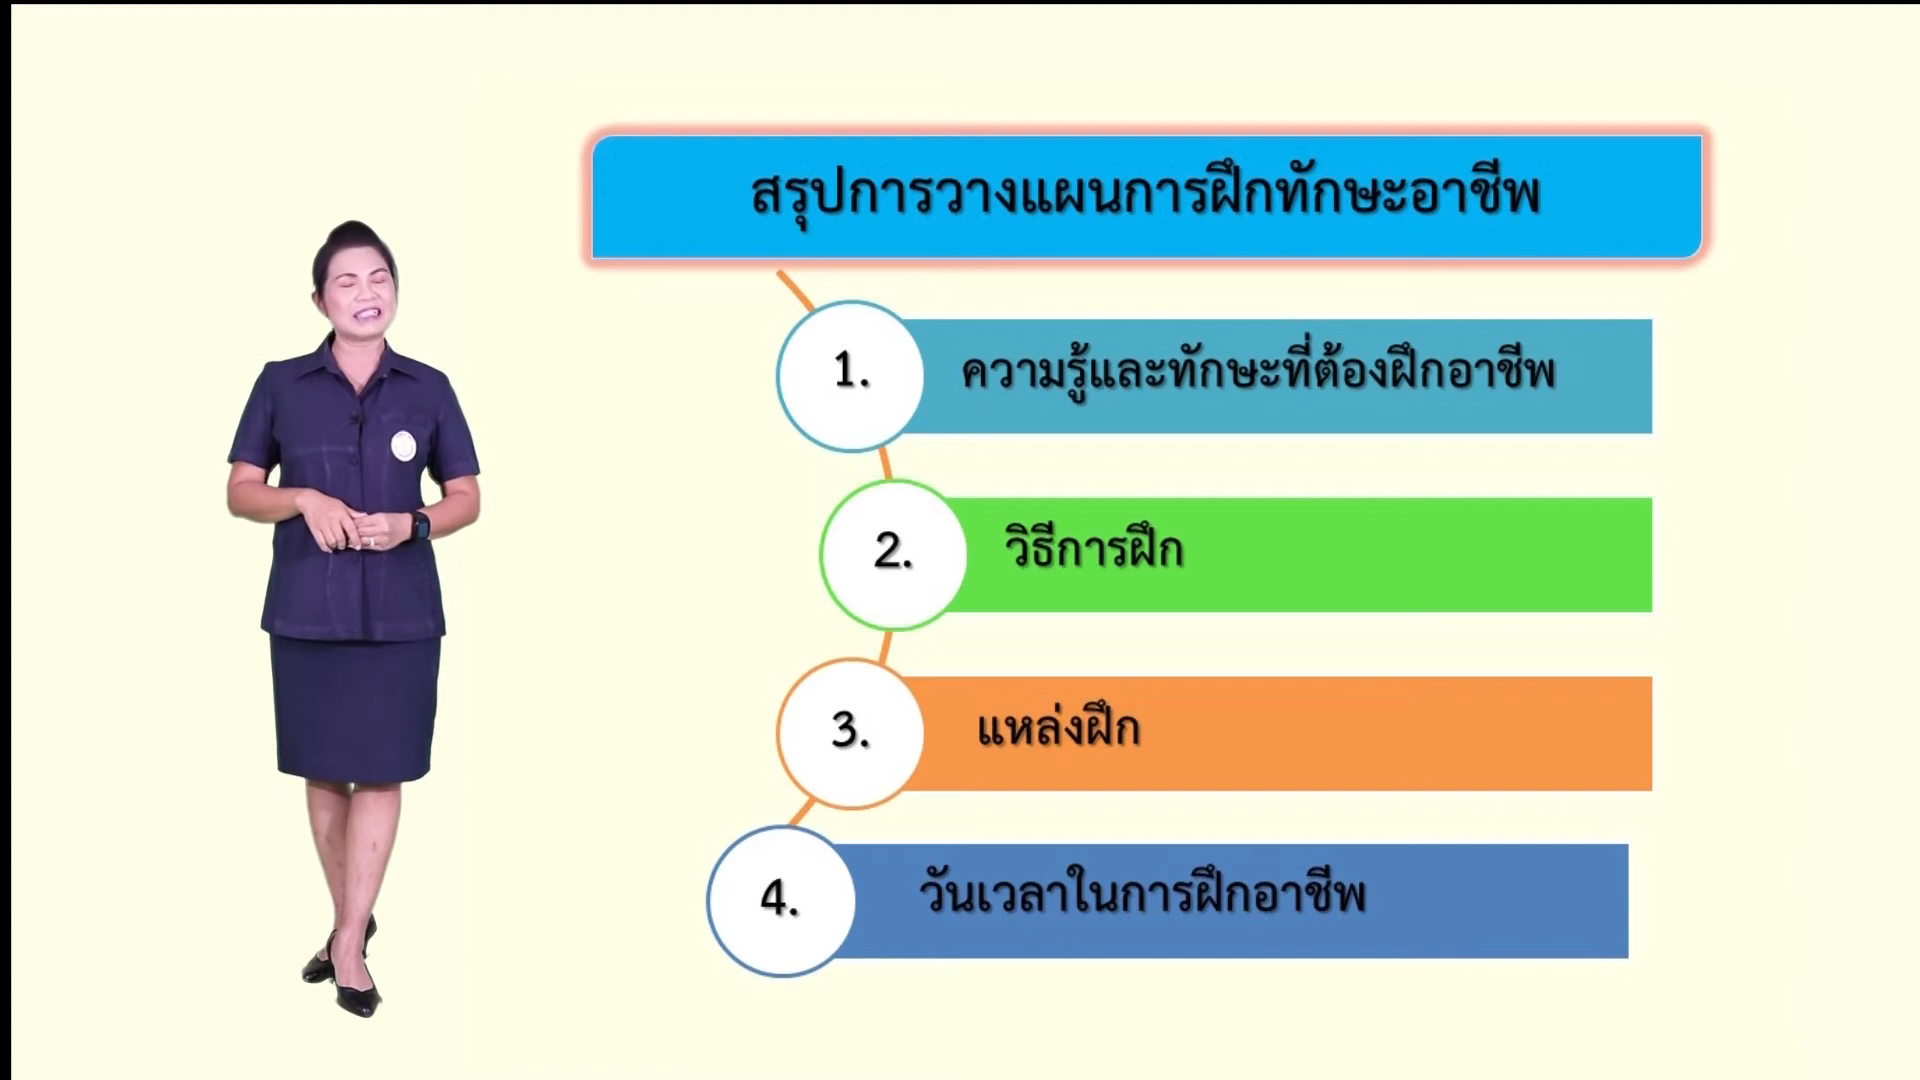 สรุปการวางแผนการฝึกทักษะอาชีพ
1. ความรู้และทักษะที่ต้องฝึกอาชีพ
2. วิธีการฝึก
3. แหล่งฝึก
4. วันเวลาในการฝึกอาชีพ